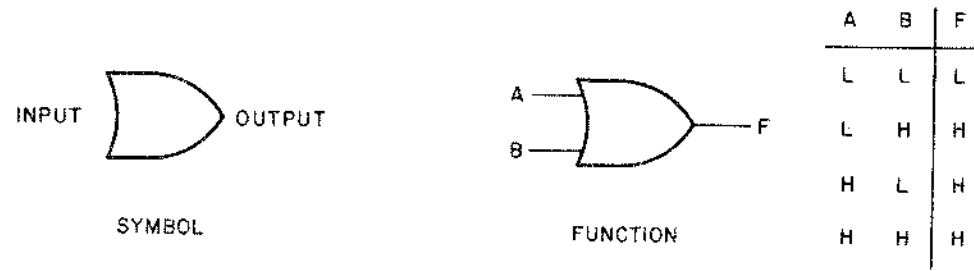 INPUT
OUTPUT
SYMBOL
A
B
F
FUNCTION
A B F
L L L
L H H
H L H
H H H